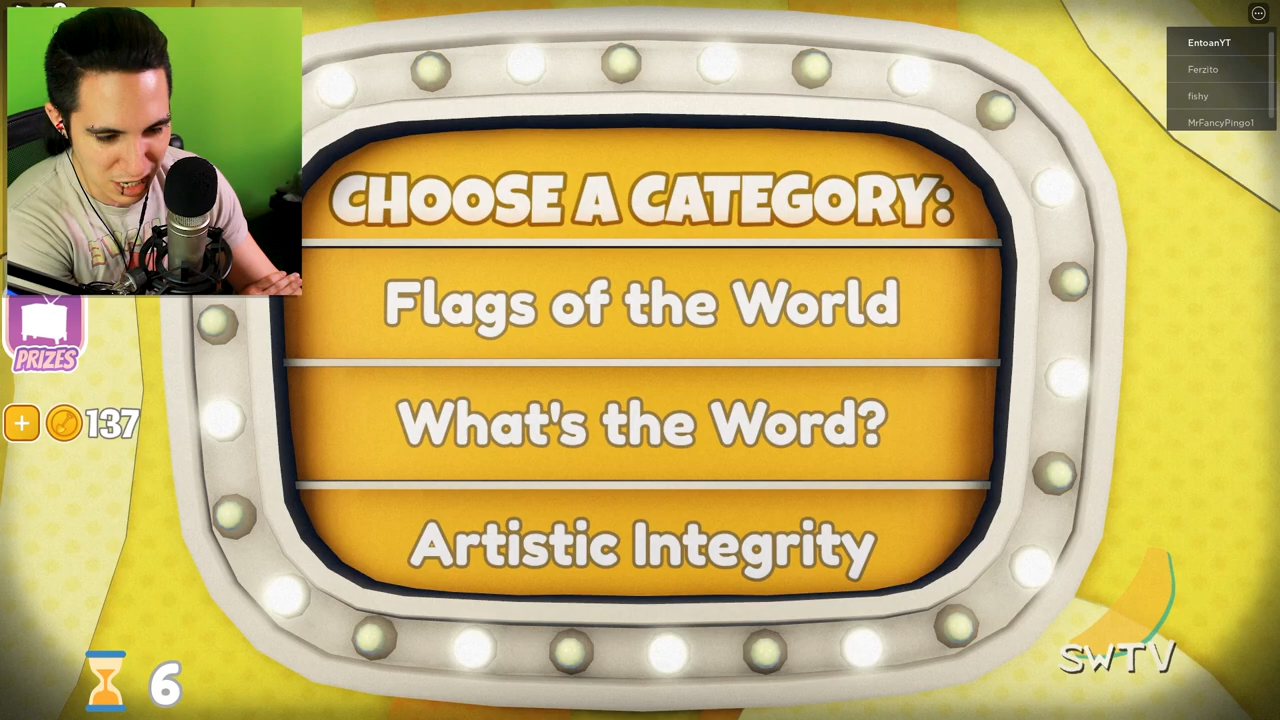 EntoanYT
Ferzito
fishy
MrFancyPingo1
CHOOSE A CATEGORY:
Flags of the World
What's the Word?
Artistic Integrity
PRIZES
+ 137
6
SWTV